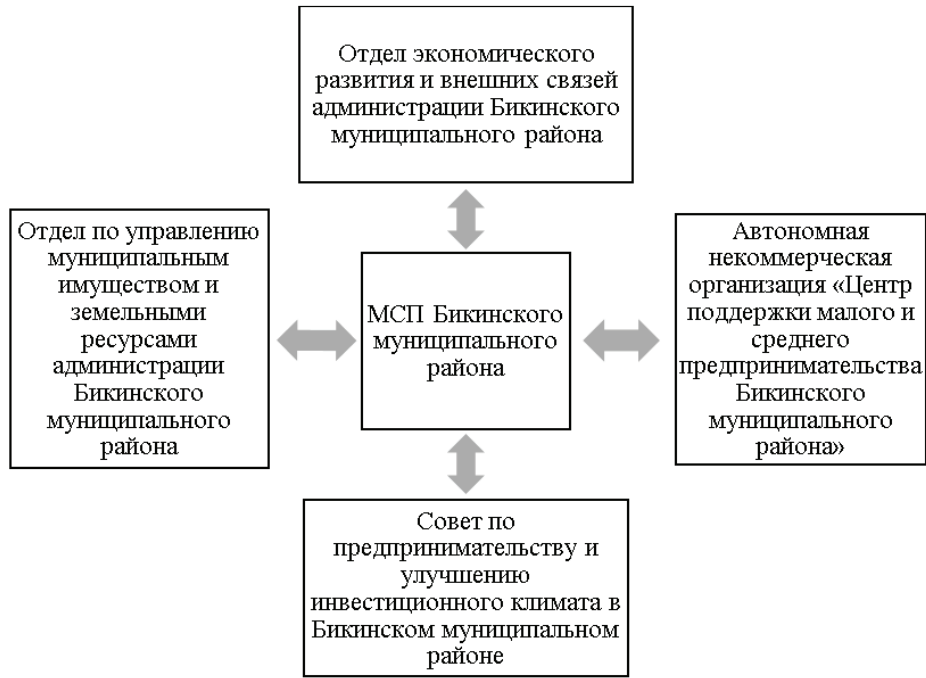 Отдел экономического
развития и внешних связей
администрации Бикинского
муниципального района
Отдел по управлению
муниципальным
имуществом и
земельными
ресурсами
администрации
Бикинского
муниципального
района
МСП Бикинского
муниципального
района
Автономная
некоммерческая
организация «Центр
поддержки малого и
среднего
предпринимательства
Бикинского
муниципального
района»
Совет по
предпринимательству и
улучшению
инвестиционного климата в
Бикинском муниципальном
районе